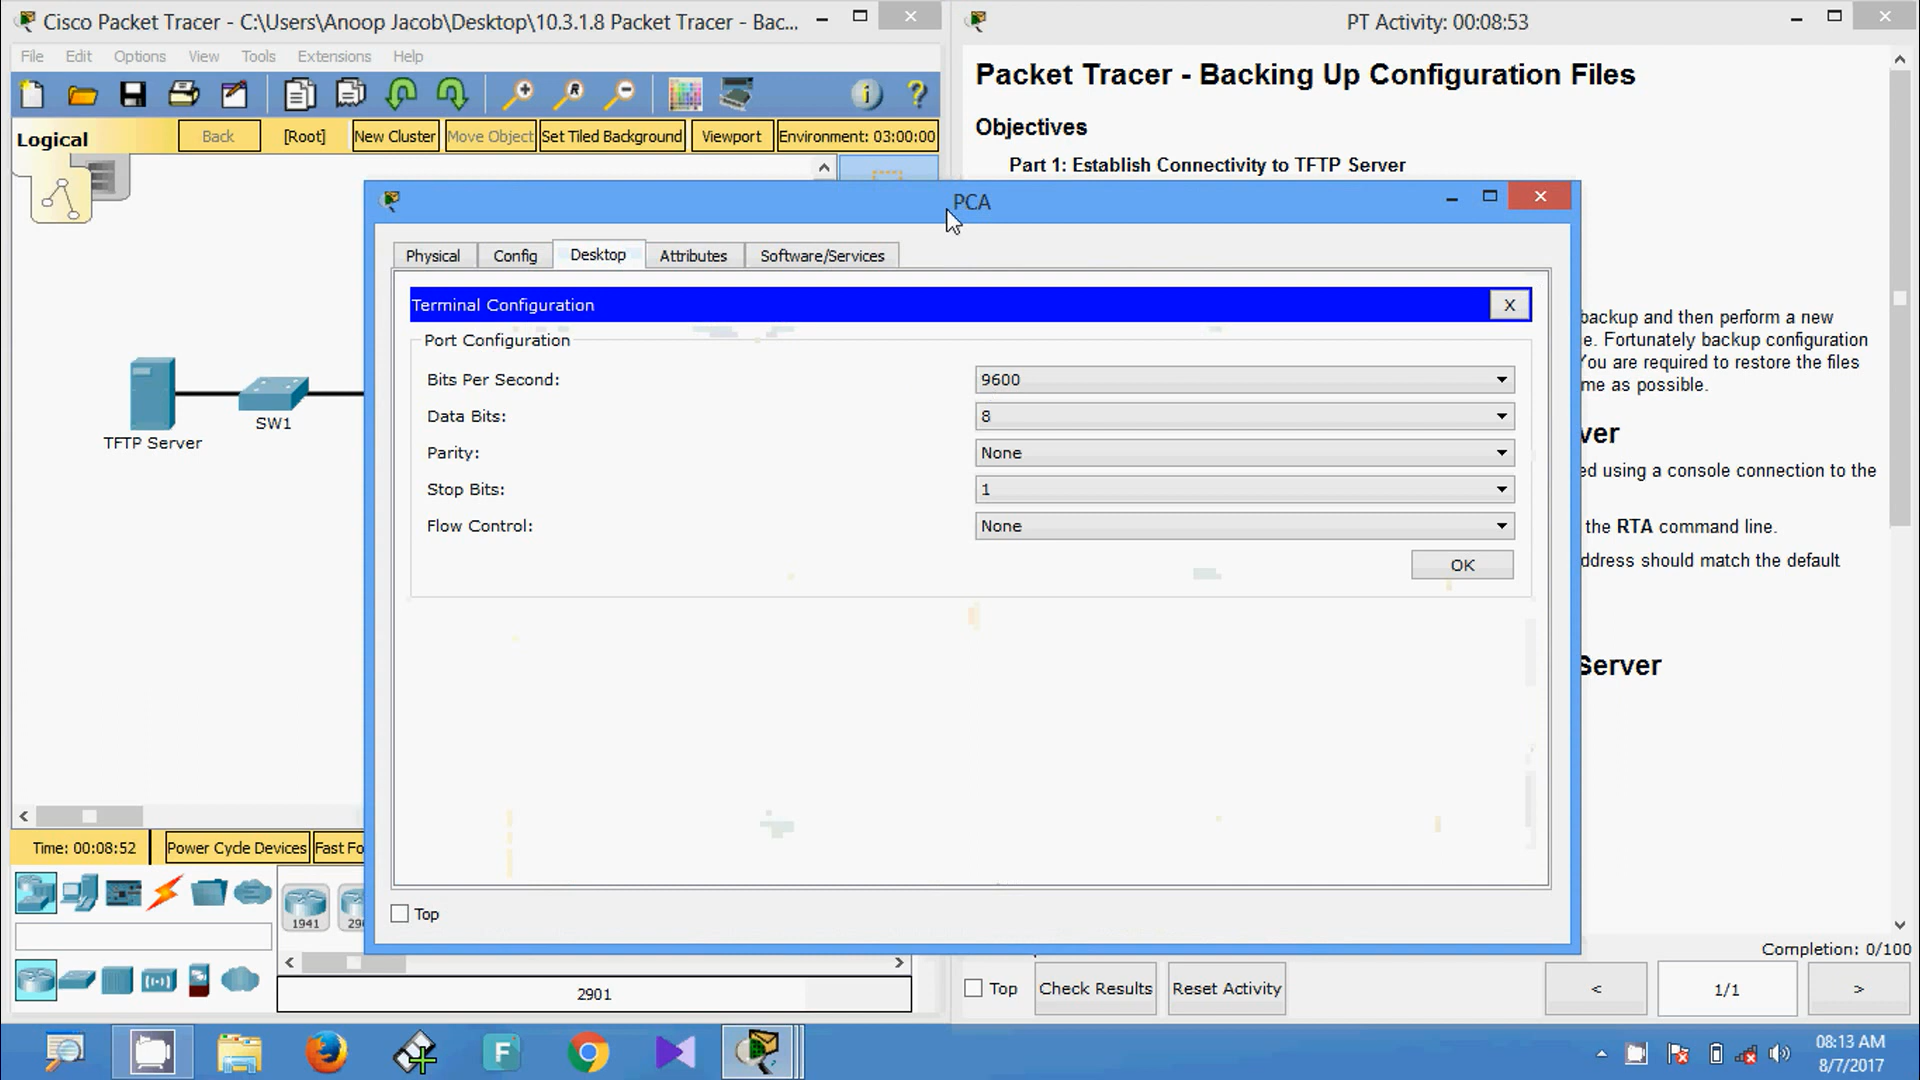 Cisco Packet Tracer - C:\Users\Anoop Jacob\Desktop\10.3.1.8 Packet Tracer - Bac...
File Edit Options View Tools Extensions Help
Logical
Back
[Root]
New Cluster
Move Object
Set Tiled Background
Viewport
Environment: 03:00:00
PT Activity: 00:08:53
Packet Tracer - Backing Up Configuration Files
Objectives
Part 1: Establish Connectivity to TFTP Server
PCA
Physical
Config
Desktop
Attributes
Software/Services
Terminal Configuration
X
Port Configuration
Bits Per Second:
9600
Data Bits:
8
Parity:
None
Stop Bits:
1
Flow Control:
None
OK
Top
TFTP Server
SW1
backup and then perform a new
e. Fortunately backup configuration
You are required to restore the files
me as possible.
ver
ed using a console connection to the
the RTA command line.
ddress should match the default
Server
Time: 00:08:52
Power Cycle Devices
Fast Fo
1941
29
2901
Completion: 0/100
Top
Check Results
Reset Activity
<
1/1
>
F
08:13 AM
8/7/2017